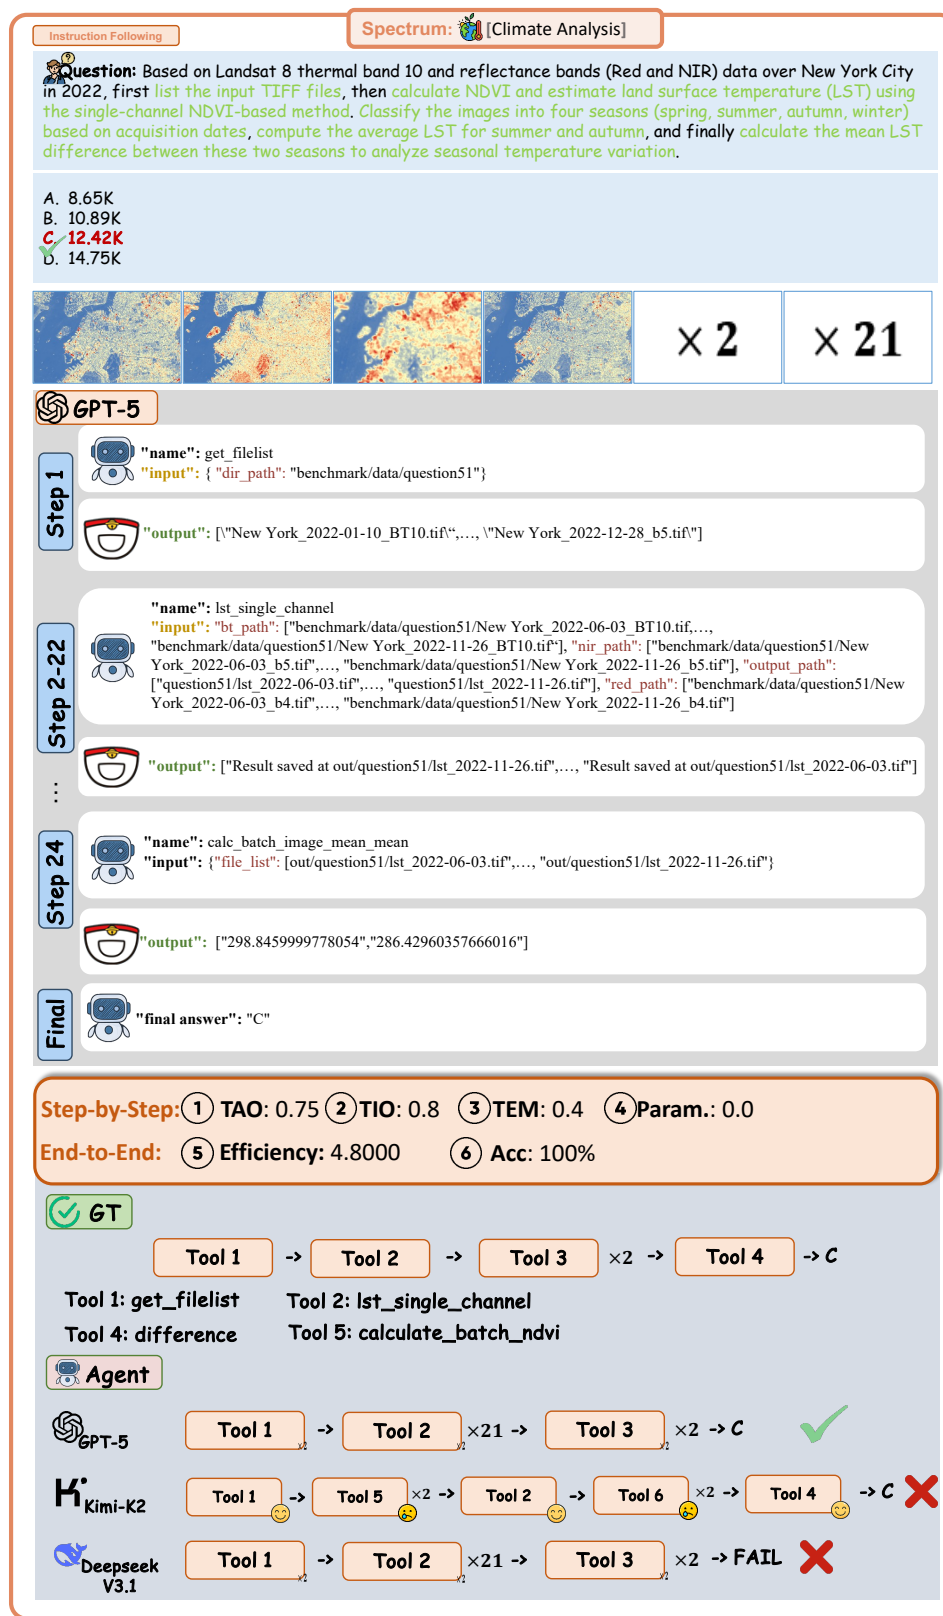 Instruction Following
Spectrum: [Climate Analysis]
Question: Based on Landsat 8 thermal band 10 and reflectance bands (Red and NIR) data over New York City
in 2022, first list the input TIFF files, then calculate NDVI and estimate land surface temperature (LST) using
the single-channel NDVI-based method. Classify the images into four seasons (spring, summer, autumn, winter)
based on acquisition dates, compute the average LST for summer and autumn, and finally calculate the mean LST
difference between these two seasons to analyze seasonal temperature variation.
A. 8.65K
B. 10.89K
C. 12.42K
D. 14.75K
× 2
× 21
GPT-5
Step 1
"name": get_filelist
"input": { "dir_path": "benchmark/data/question51"}
"output": [\"New York_2022-01-10_BT10.tif\“,…, \"New York_2022-12-28_b5.tif\"]
Step 2-22
"name": lst_single_channel
"input": "bt_path": ["benchmark/data/question51/New York_2022-06-03_BT10.tif,…,
"benchmark/data/question51/New York_2022-11-26_BT10.tif“], "nir_path": ["benchmark/data/question51/New
York_2022-06-03_b5.tif",…, "benchmark/data/question51/New York_2022-11-26_b5.tif"], "output_path":
["question51/lst_2022-06-03.tif",…, "question51/lst_2022-11-26.tif"], "red_path": ["benchmark/data/question51/New
York_2022-06-03_b4.tif",…, "benchmark/data/question51/New York_2022-11-26_b4.tif"]
"output": ["Result saved at out/question51/lst_2022-11-26.tif",…, "Result saved at out/question51/lst_2022-06-03.tif"]
…
Step 24
"name": calc_batch_image_mean_mean
"input": {"file_list": [out/question51/lst_2022-06-03.tif",…, "out/question51/lst_2022-11-26.tif"}
"output": ["298.8459999778054","286.42960357666016"]
Final
"final answer": "C"
Step-by-Step: 1 TAO: 0.75 2 TIO: 0.8 3 TEM: 0.4 4 Param.: 0.0
End-to-End: 5 Efficiency: 4.8000 6 Acc: 100%
GT
Tool 1 -> Tool 2 -> Tool 3 ×2 -> Tool 4 -> C
Tool 1: get_filelist Tool 2: lst_single_channel
Tool 4: difference Tool 5: calculate_batch_ndvi
Agent
GPT-5 Tool 1 x2 -> Tool 2 x2 ×21 -> Tool 3 x2 ×2 -> C
Kimi-K2 Tool 1 -> Tool 5 ×2 -> Tool 2 -> Tool 6 ×2 -> Tool 4 -> C
Deepseek V3.1 Tool 1 x2 -> Tool 2 x2 ×21 -> Tool 3 x2 ×2 -> FAIL